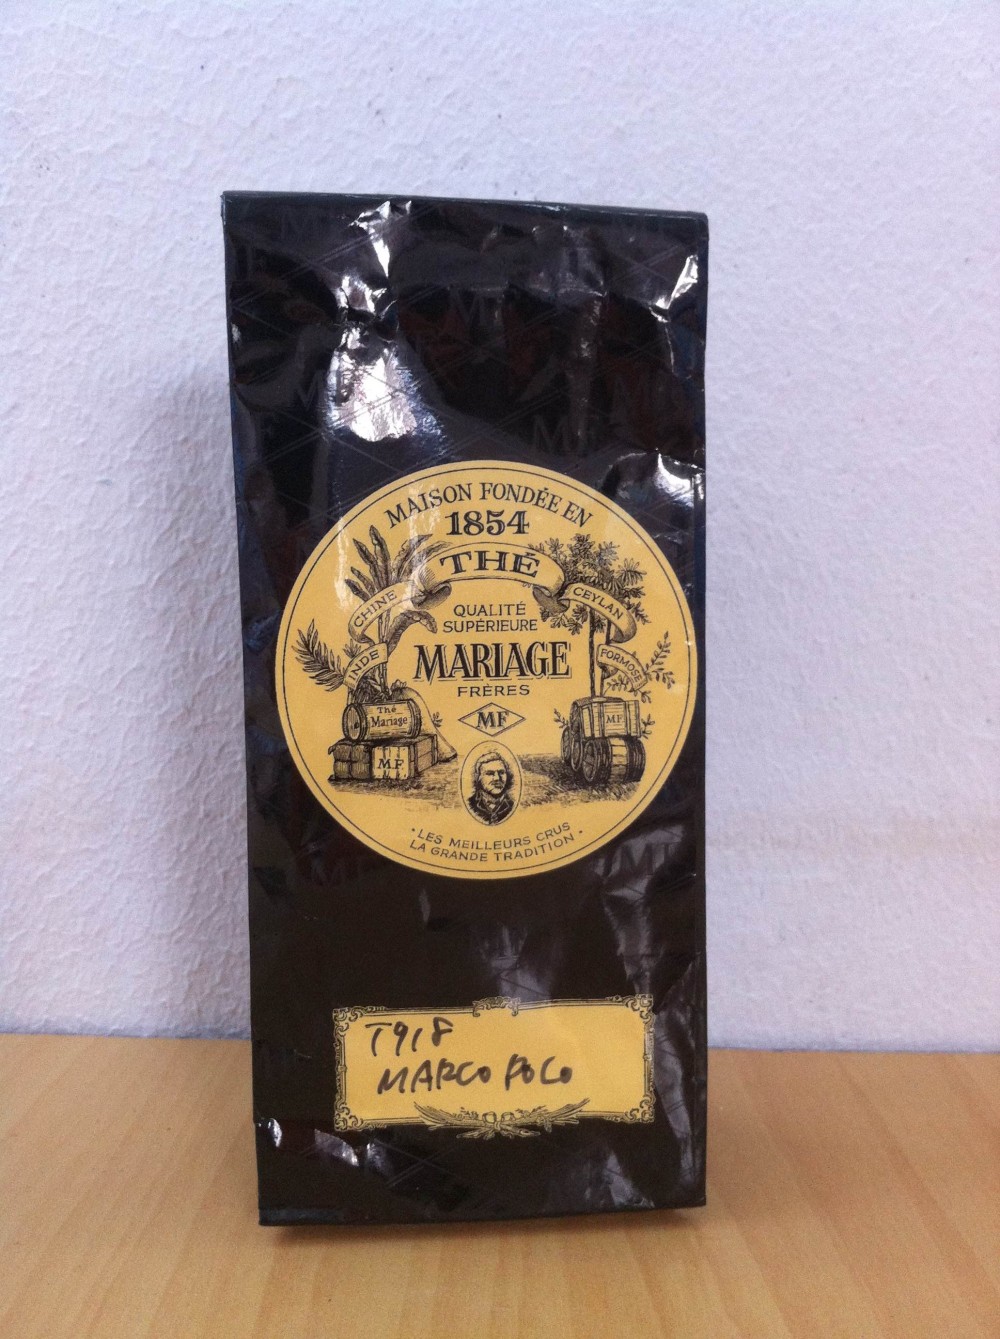 MAISON FONDÉE EN
1854
THÉ
CHINE
CEYLAN
INDE
FORMOSE
QUALITÉ
SUPÉRIEURE
MARIAGE
FRÈRES
MF
Thé
Mariage
M.F.
MF
· LES MEILLEURS CRUS
LA GRANDE TRADITION ·
T918
MARCO POLO